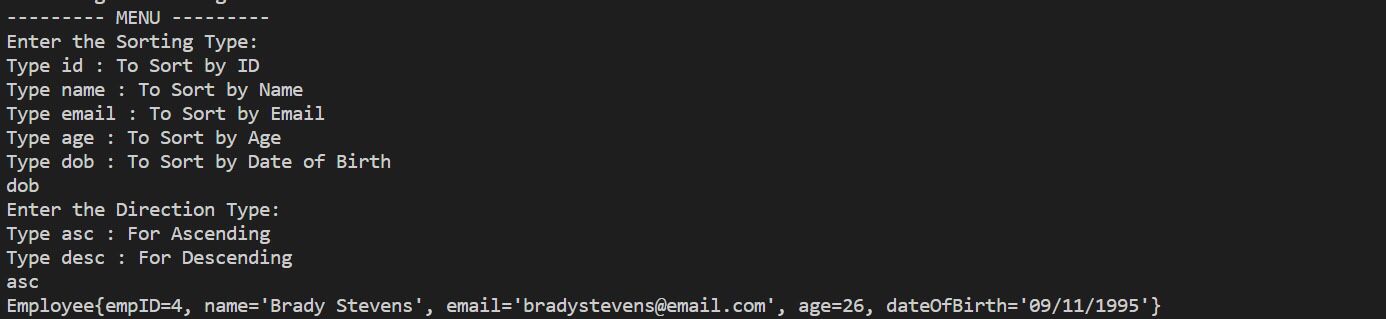 --------- MENU ---------
Enter the Sorting Type:
Type id : To Sort by ID
Type name : To Sort by Name
Type email : To Sort by Email
Type age : To Sort by Age
Type dob : To Sort by Date of Birth
dob
Enter the Direction Type:
Type asc : For Ascending
Type desc : For Descending
asc
Employee{empID=4, name='Brady Stevens', email='bradystevens@email.com', age=26, dateOfBirth='09/11/1995'}